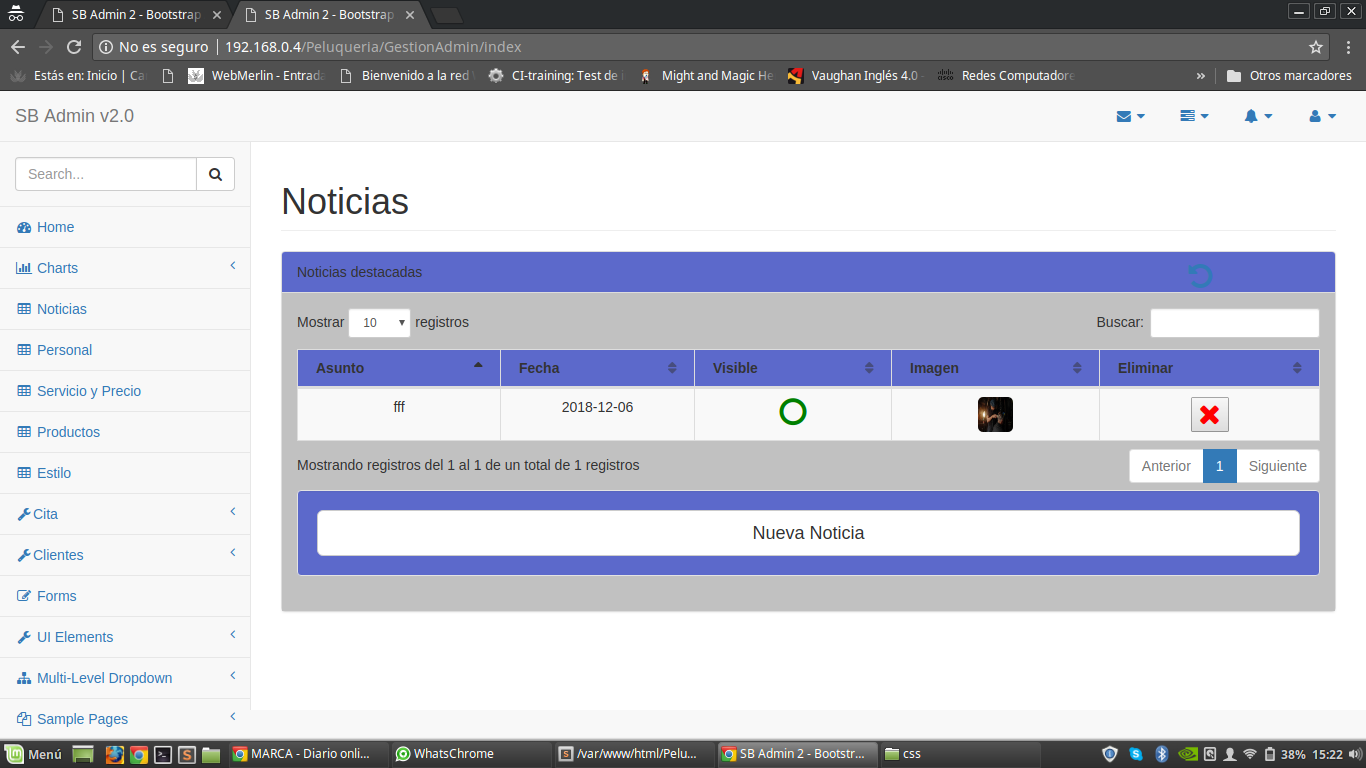 SB Admin 2 - Bootstrap
SB Admin 2 - Bootstrap
No es seguro | 192.168.0.4/Peluqueria/GestionAdmin/index
Estás en: Inicio | Ca
WebMerlin - Entrada
Bienvenido a la red
CI-training: Test de
Might and Magic He
Vaughan Inglés 4.0 -
Redes Computadore
»
Otros marcadores
SB Admin v2.0
Search...
Home
Charts
Noticias
Personal
Servicio y Precio
Productos
Estilo
Cita
Clientes
Forms
UI Elements
Multi-Level Dropdown
Sample Pages
Noticias
Noticias destacadas
Mostrar 10 registros
Buscar:
Asunto Fecha Visible Imagen Eliminar
fff 2018-12-06
Mostrando registros del 1 al 1 de un total de 1 registros
Anterior 1 Siguiente
Nueva Noticia
Menú
MARCA - Diario onli...
WhatsChrome
/var/www/html/Pelu...
SB Admin 2 - Bootstr...
css
38% 15:22